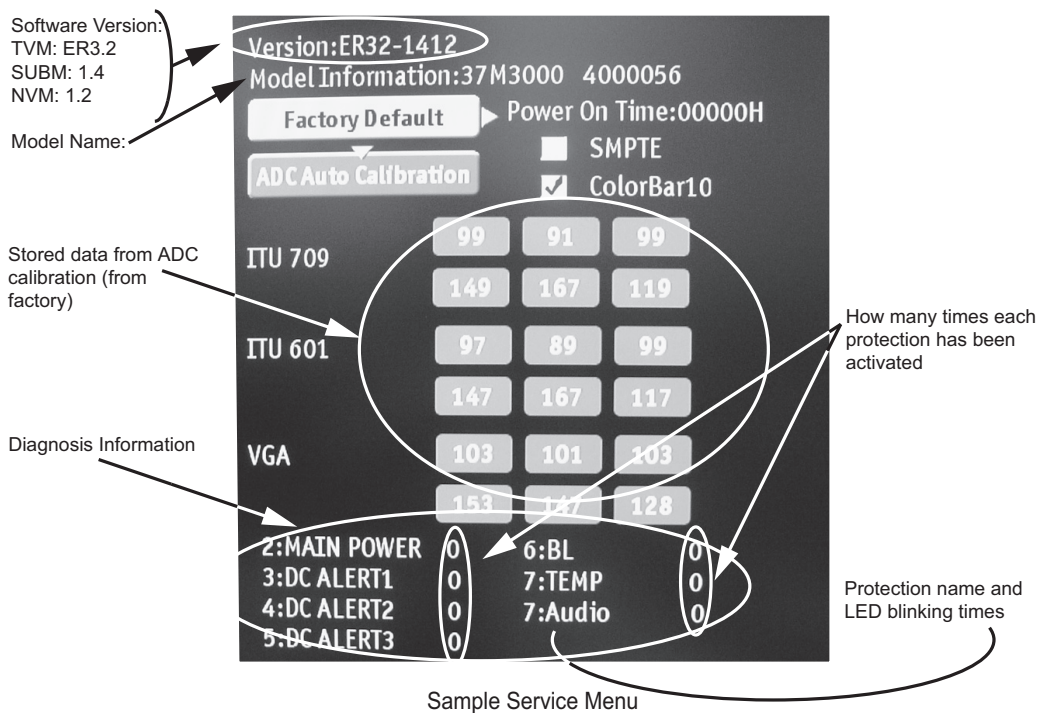 Software Version:
TVM: ER3.2
SUBM: 1.4
NVM: 1.2
Model Name:
Stored data from ADC
calibration (from
factory)
Diagnosis Information
Version:ER32-1412
Model Information:37M3000 4000056
Factory Default
Power On Time:00000H
SMPTE
ADC Auto Calibration
ColorBar10
ITU 709
99 91 99
149 167 119
ITU 601
97 89 99
147 167 117
VGA
103 101 103
153 147 128
2:MAIN POWER 0 6:BL 0
3:DC ALERT1 0 7:TEMP 0
4:DC ALERT2 0 7:Audio 0
5:DC ALERT3 0
How many times each
protection has been
activated
Protection name and
LED blinking times
Sample Service Menu